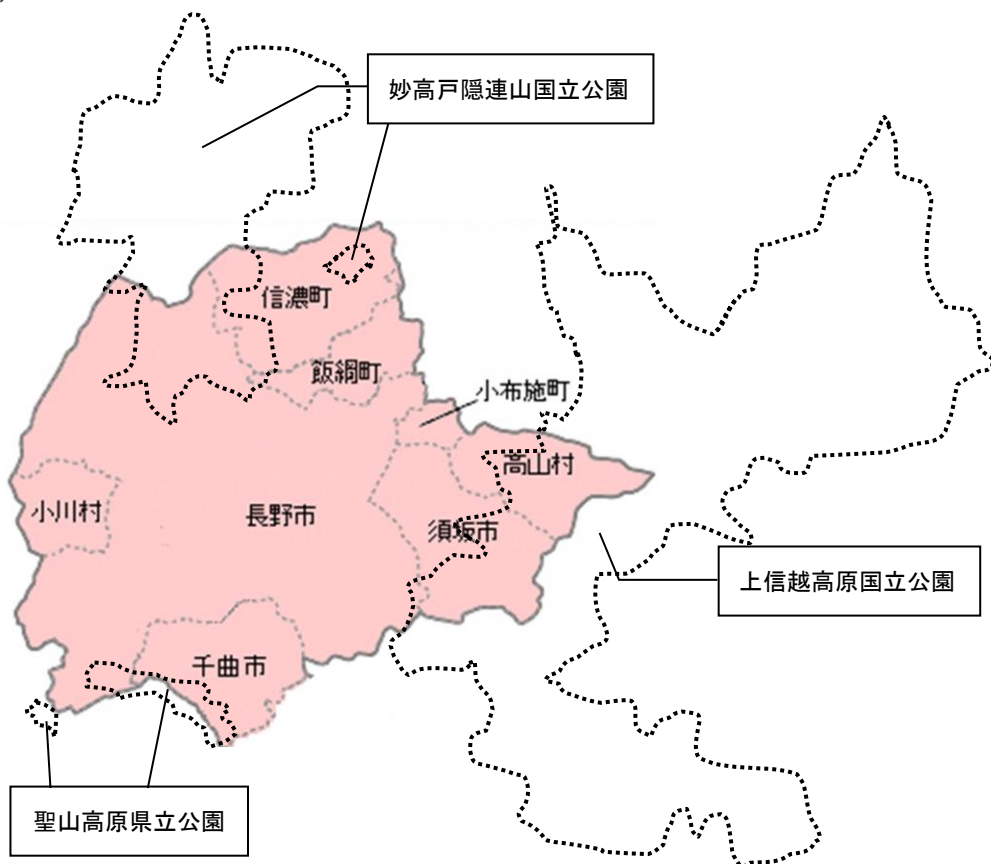 妙高戸隠連山国立公園
信濃町
飯綱町
小布施町
高山村
小川村
長野市
須坂市
上信越高原国立公園
千曲市
聖山高原県立公園